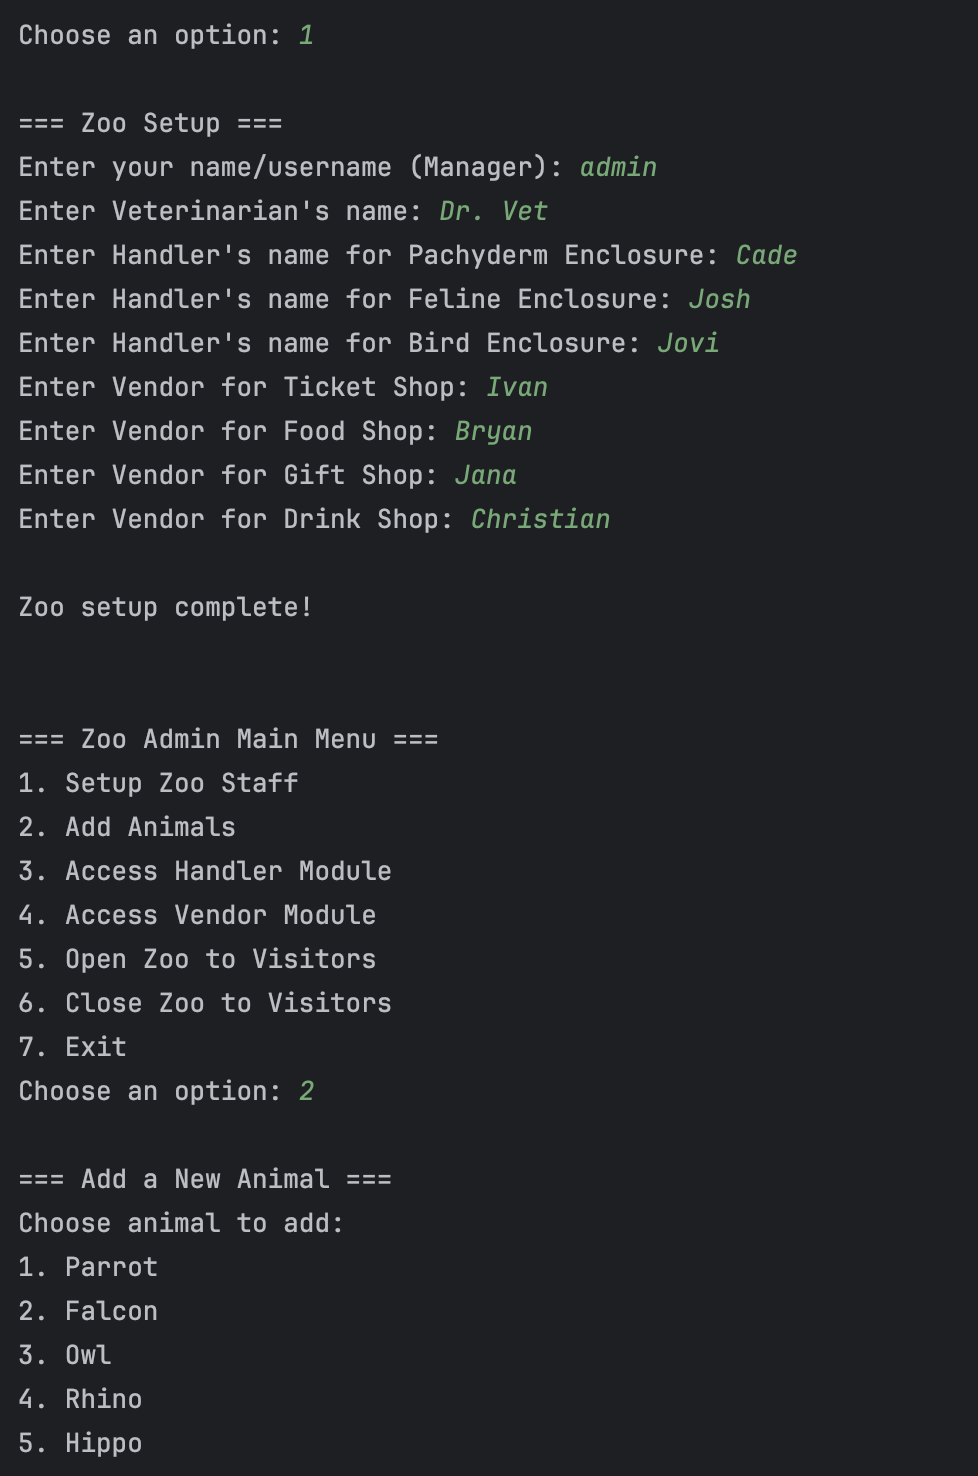 Choose an option: 1
=== Zoo Setup ===
Enter your name/username (Manager): admin
Enter Veterinarian's name: Dr. Vet
Enter Handler's name for Pachyderm Enclosure: Cade
Enter Handler's name for Feline Enclosure: Josh
Enter Handler's name for Bird Enclosure: Jovi
Enter Vendor for Ticket Shop: Ivan
Enter Vendor for Food Shop: Bryan
Enter Vendor for Gift Shop: Jana
Enter Vendor for Drink Shop: Christian
Zoo setup complete!
=== Zoo Admin Main Menu ===
1. Setup Zoo Staff
2. Add Animals
3. Access Handler Module
4. Access Vendor Module
5. Open Zoo to Visitors
6. Close Zoo to Visitors
7. Exit
Choose an option: 2
=== Add a New Animal ===
Choose animal to add:
1. Parrot
2. Falcon
3. Owl
4. Rhino
5. Hippo